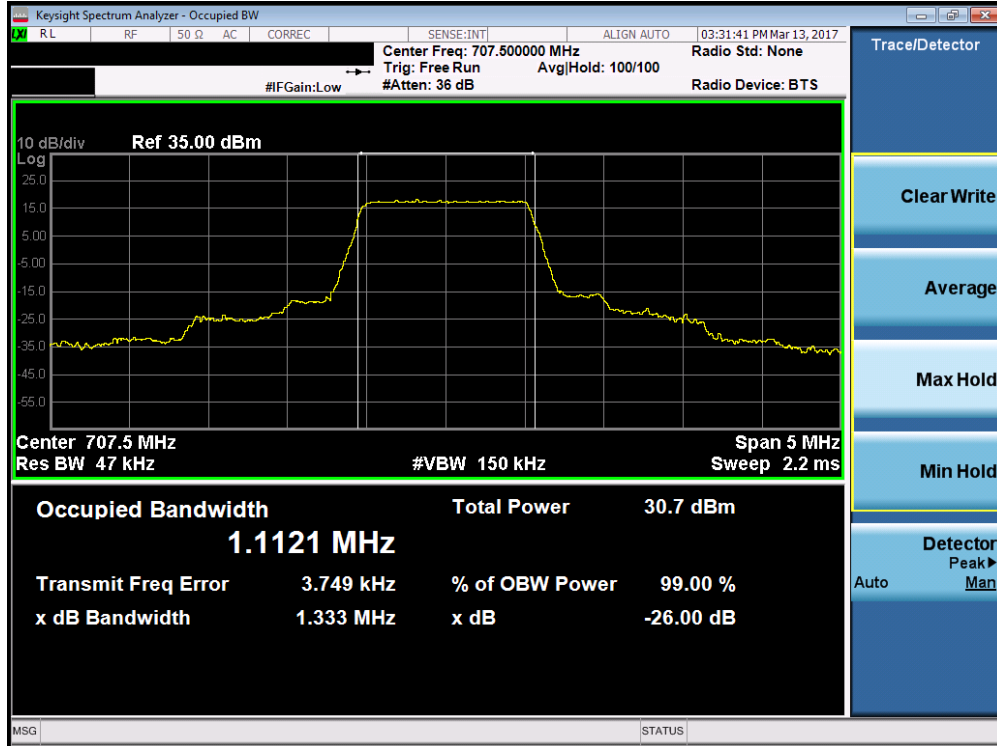 Keysight Spectrum Analyzer - Occupied BW
LXI RL RF 50 Ω AC CORREC SENSE:INT ALIGN AUTO 03:31:41 PM Mar 13, 2017
Center Freq: 707.500000 MHz Radio Std: None
Trig: Free Run Avg|Hold: 100/100
#IFGain:Low #Atten: 36 dB Radio Device: BTS
10 dB/div Ref 35.00 dBm
Log
25.0
15.0
5.00
-5.00
-15.0
-25.0
-35.0
-45.0
-55.0
Center 707.5 MHz Span 5 MHz
Res BW 47 kHz #VBW 150 kHz Sweep 2.2 ms
Occupied Bandwidth Total Power 30.7 dBm
1.1121 MHz
Transmit Freq Error 3.749 kHz % of OBW Power 99.00 %
x dB Bandwidth 1.333 MHz x dB -26.00 dB
MSG STATUS
Trace/Detector
Clear Write
Average
Max Hold
Min Hold
Detector
Peak▶
Auto Man